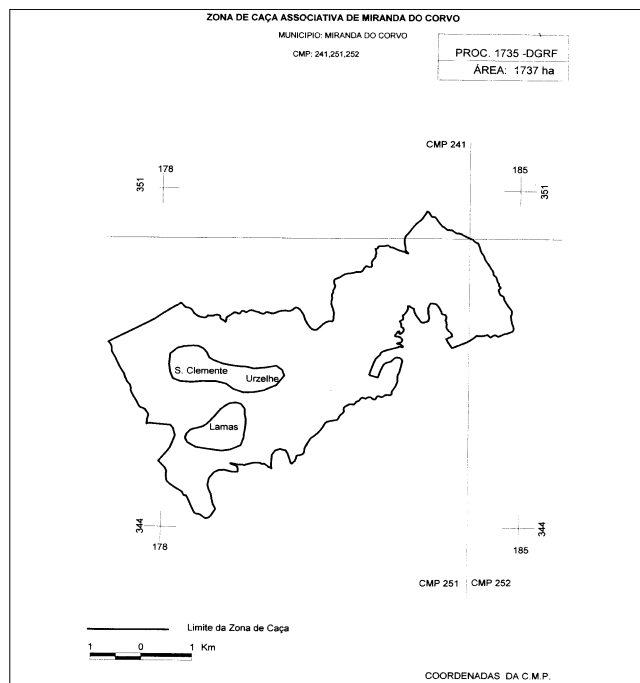 ZONA DE CAÇA ASSOCIATIVA DE MIRANDA DO CORVO
MUNICIPIO: MIRANDA DO CORVO
CMP: 241,251,252
PROC. 1735 -DGRF
ÁREA: 1737 ha
CMP 241
178
185
351
351
S. Clemente
Urzelhe
Lamas
344
344
178
185
CMP 251
CMP 252
Limite da Zona de Caça
1 0 1 Km
COORDENADAS DA C.M.P.